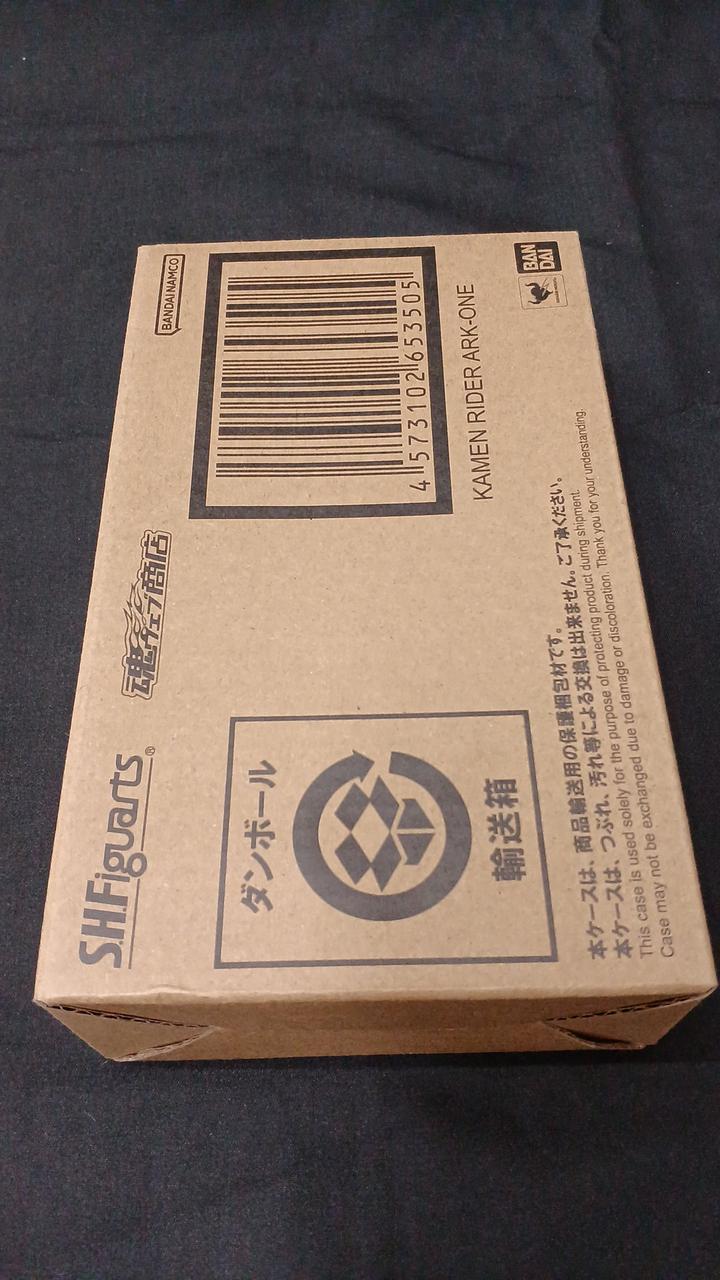 S.H.Figuarts®
魂ウェブ商店
BANDAI NAMCO
ダンボール
輸送箱
4 573102 653505
KAMEN RIDER ARK-ONE
BAN
DAI
本ケースは、商品輸送用の保護梱包材です。
本ケースは、つぶれ、汚れ等による交換は出来ません。ご了承ください。
This case is used solely for the purpose of protecting product during shipment.
Case may not be exchanged due to damage or discoloration. Thank you for your understanding.